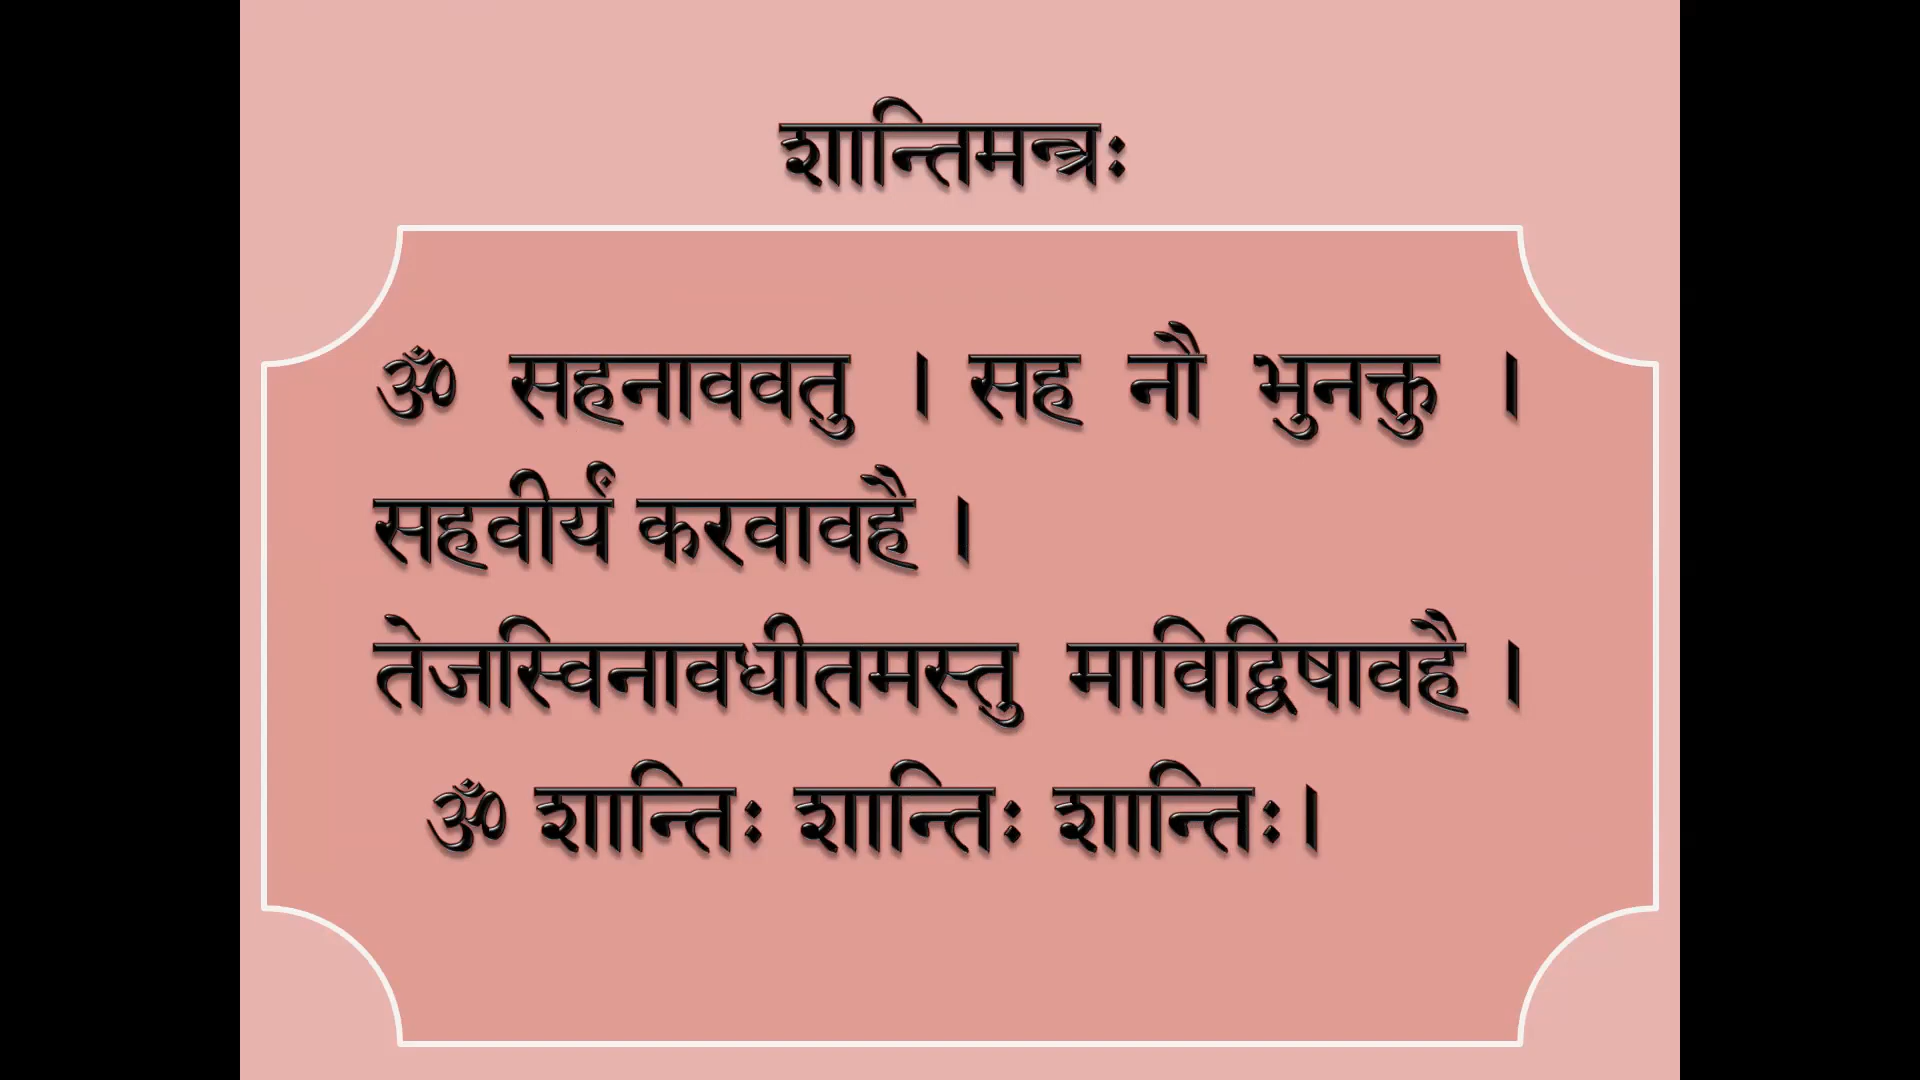 शान्तिमन्त्रः
ॐ सहनाववतु । सह नौ भुनक्तु ।
सहवीर्यं करवावहै ।
तेजस्विनावधीतमस्तु माविद्विषावहै ।
ॐ शान्तिः शान्तिः शान्तिः।